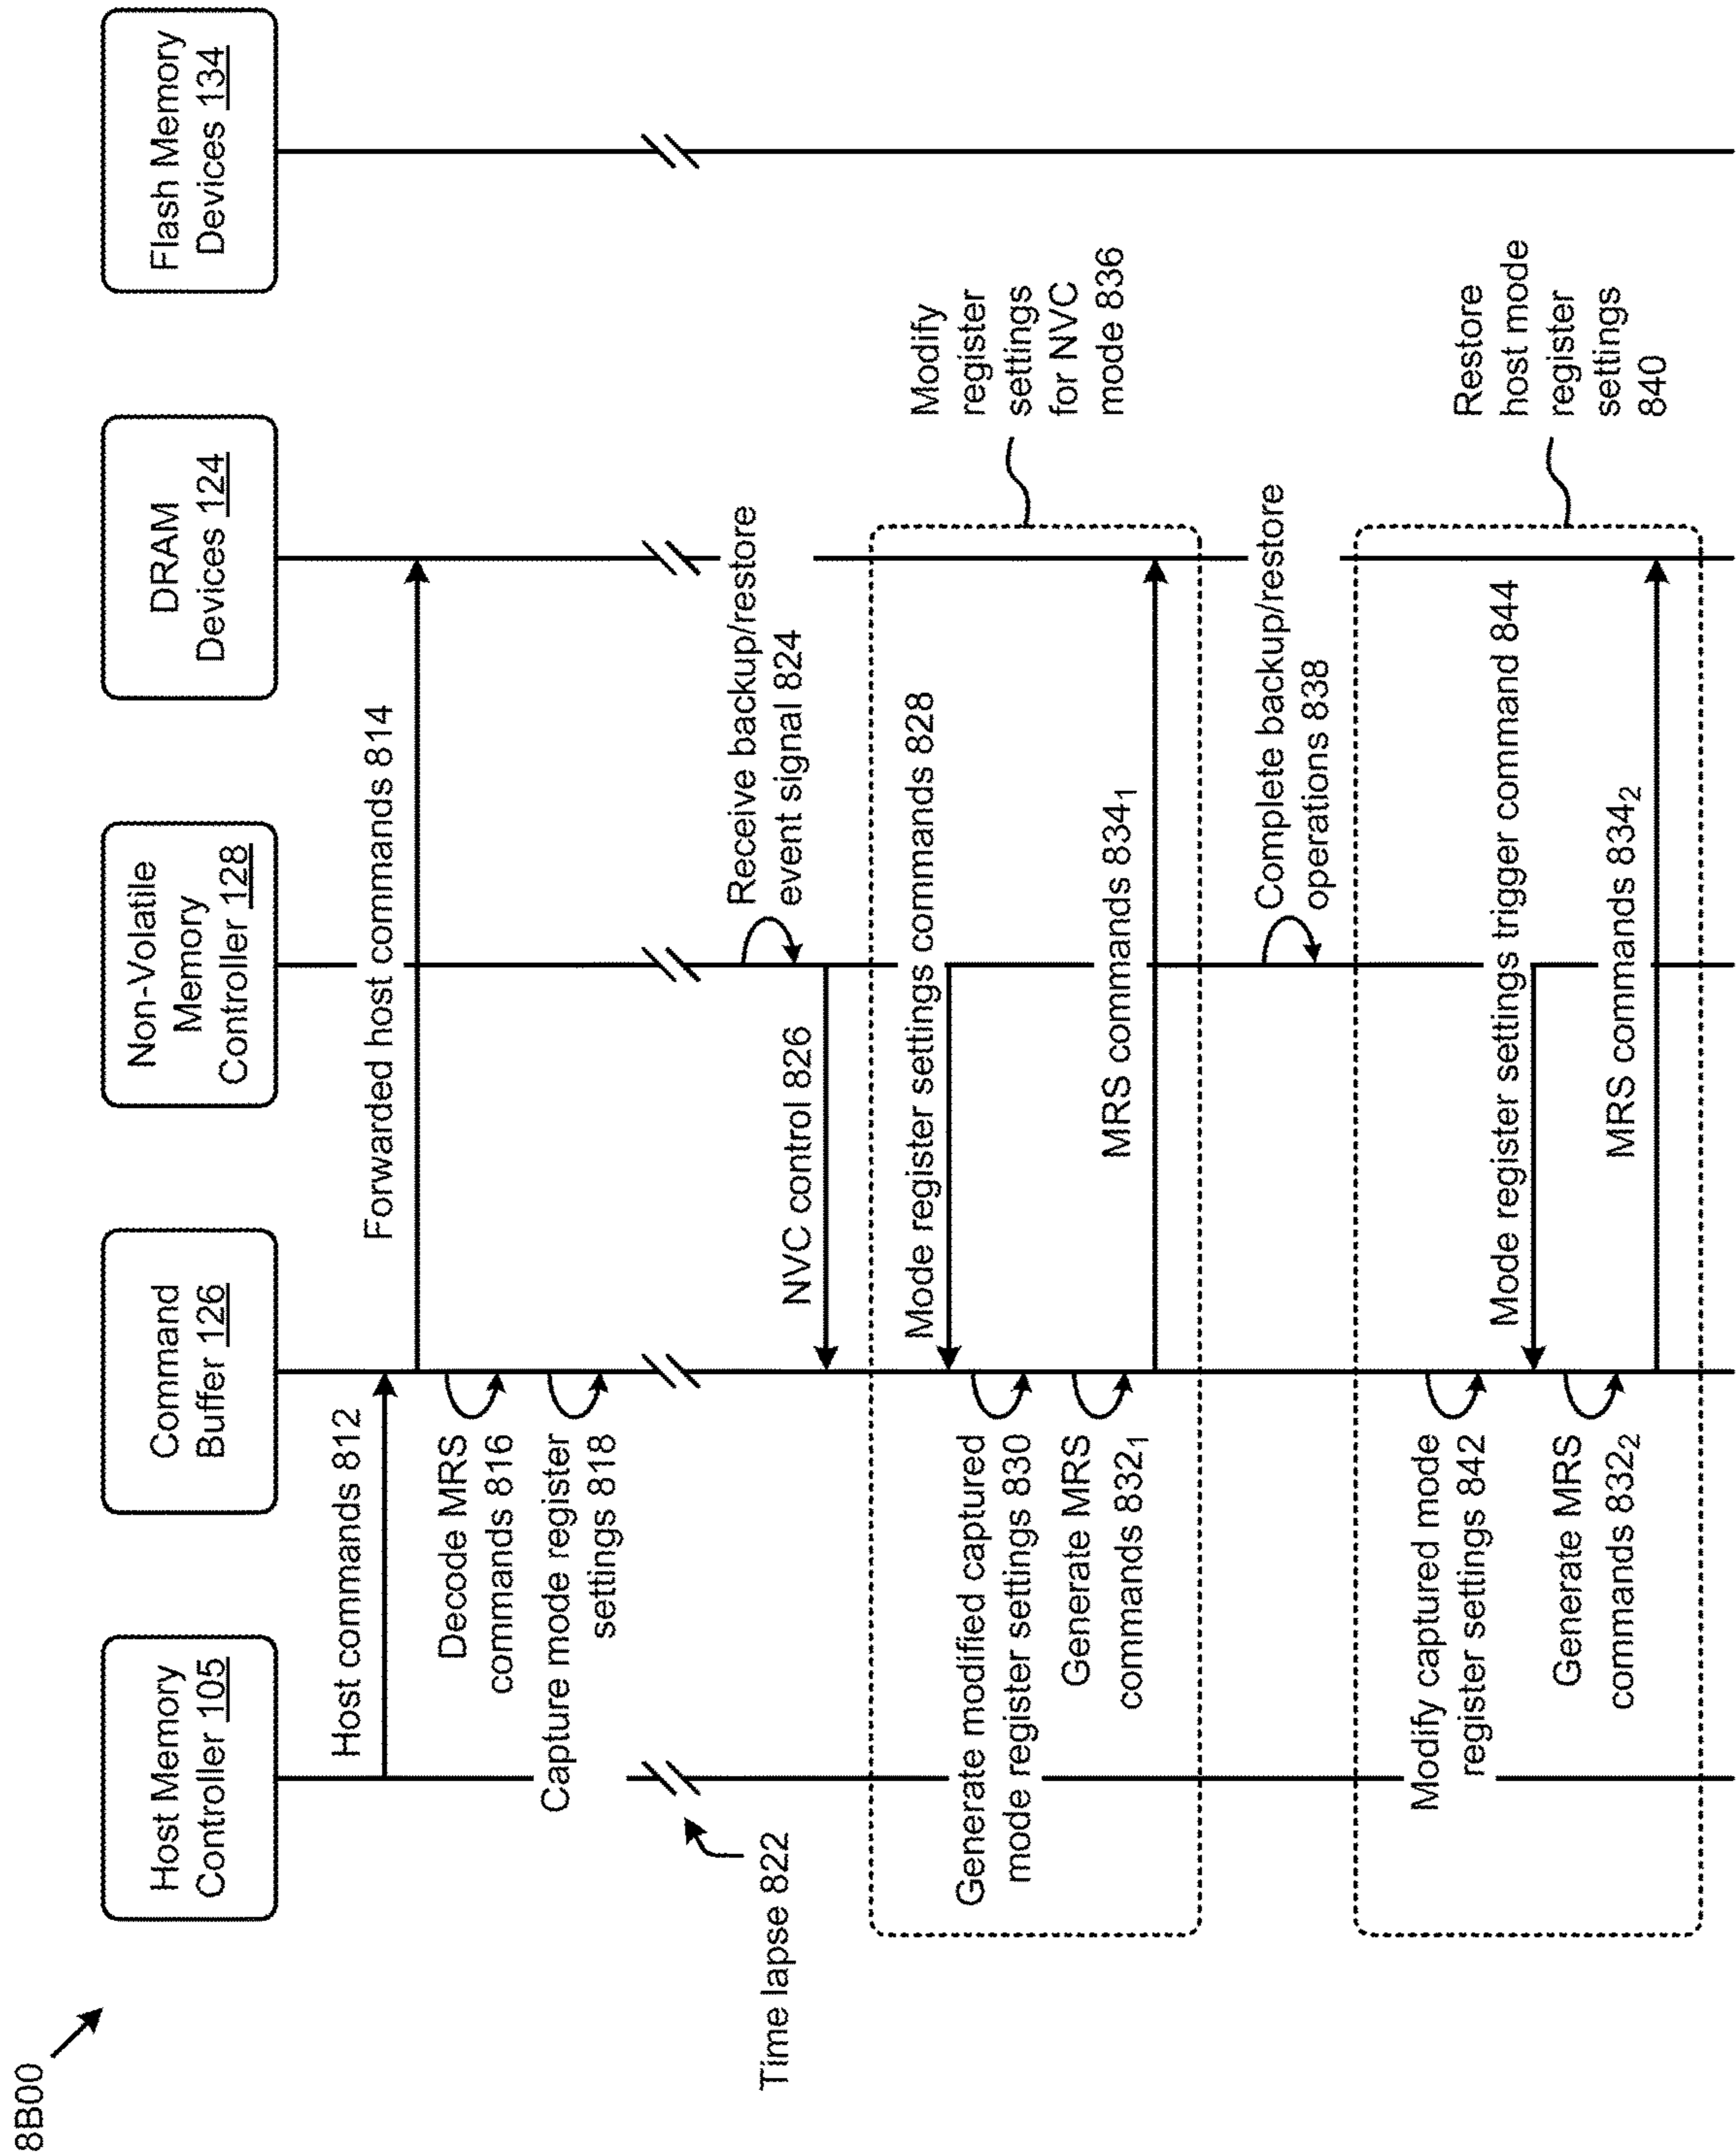 8B00
Host Memory
Controller 105
Command
Buffer 126
Non-Volatile
Memory
Controller 128
DRAM
Devices 124
Flash Memory
Devices 134
Host commands 812
Forwarded host commands 814
Decode MRS
commands 816
Capture mode register
settings 818
Time lapse 822
Receive backup/restore
event signal 824
NVC control 826
Mode register settings commands 828
Generate modified captured
mode register settings 830
Generate MRS
commands 832₁
MRS commands 834₁
Modify
register
settings
for NVC
mode 836
Complete backup/restore
operations 838
Modify captured mode
register settings 842
Mode register settings trigger command 844
Generate MRS
commands 832₂
MRS commands 834₂
Restore
host mode
register
settings
840